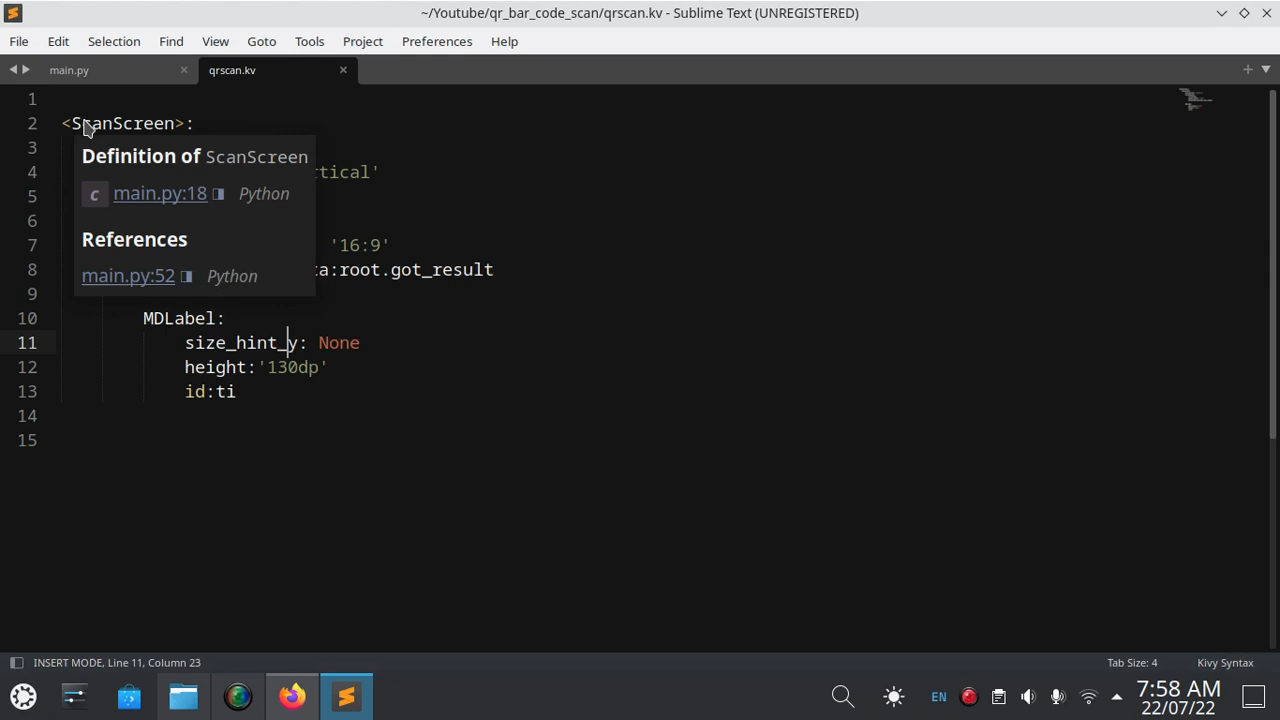 ~/Youtube/qr_bar_code_scan/qrscan.kv - Sublime Text (UNREGISTERED)
File Edit Selection Find View Goto Tools Project Preferences Help
main.py qrscan.kv
1
2 <ScanScreen>:
3
Definition of ScanScreen
4 rtical'
5 c main.py:18 Python
6
References
7 '16:9'
8 main.py:52 Python ta:root.got_result
9
10 MDLabel:
11 size_hint_y: None
12 height:'130dp'
13 id:ti
14
15
INSERT MODE, Line 11, Column 23 Tab Size: 4 Kivy Syntax
EN 7:58 AM
22/07/22